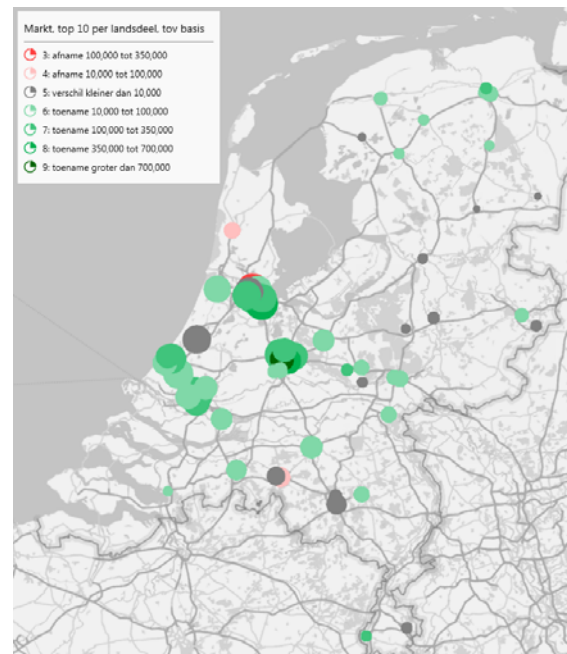 Markt, top 10 per landsdeel, tov basis
3: afname 100,000 tot 350,000
4: afname 10,000 tot 100,000
5: verschil kleiner dan 10,000
6: toename 10,000 tot 100,000
7: toename 100,000 tot 350,000
8: toename 350,000 tot 700,000
9: toename groter dan 700,000